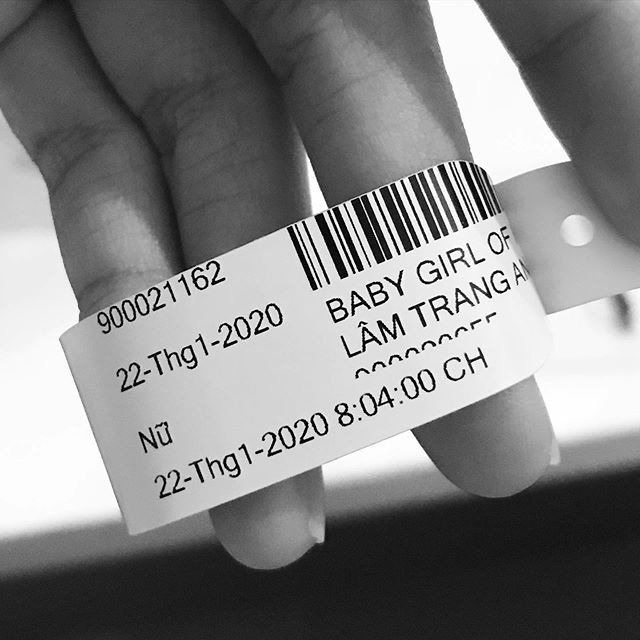 900021162
22-Thg1-2020
Nữ
22-Thg1-2020 8:04:00 CH
BABY GIRL OF
LÂM TRANG